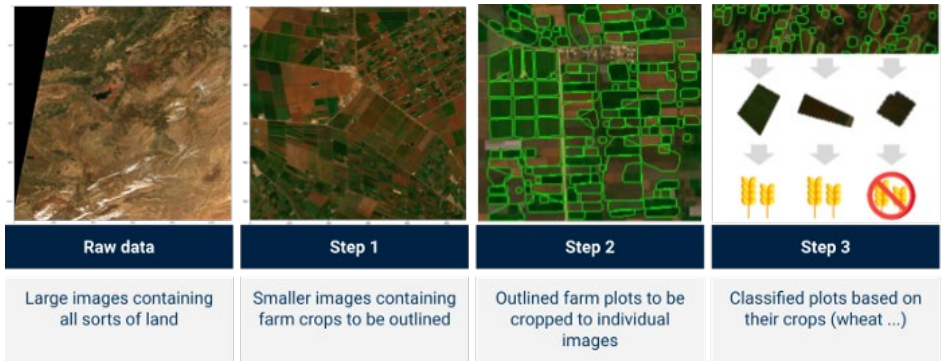 Raw data
Step 1
Step 2
Step 3
Large images containing
all sorts of land
Smaller images containing
farm crops to be outlined
Outlined farm plots to be
cropped to individual
images
Classified plots based on
their crops (wheat ...)